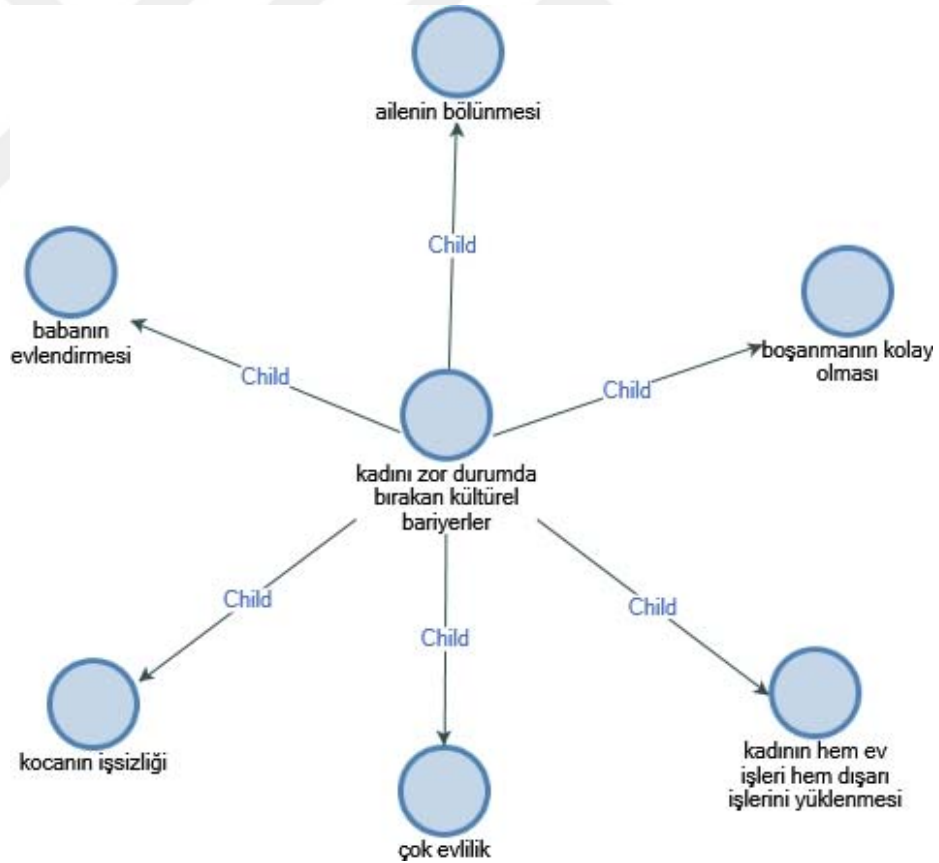 ailenin bölünmesi
Child
babanın
evlendirmesi
Child
boşanmanın kolay
olması
Child
kadını zor durumda
bırakan kültürel
bariyerler
Child
kocanın işsizliği
Child
çok evlilik
Child
kadının hem ev
işleri hem dışarı
işlerini yüklenmesi